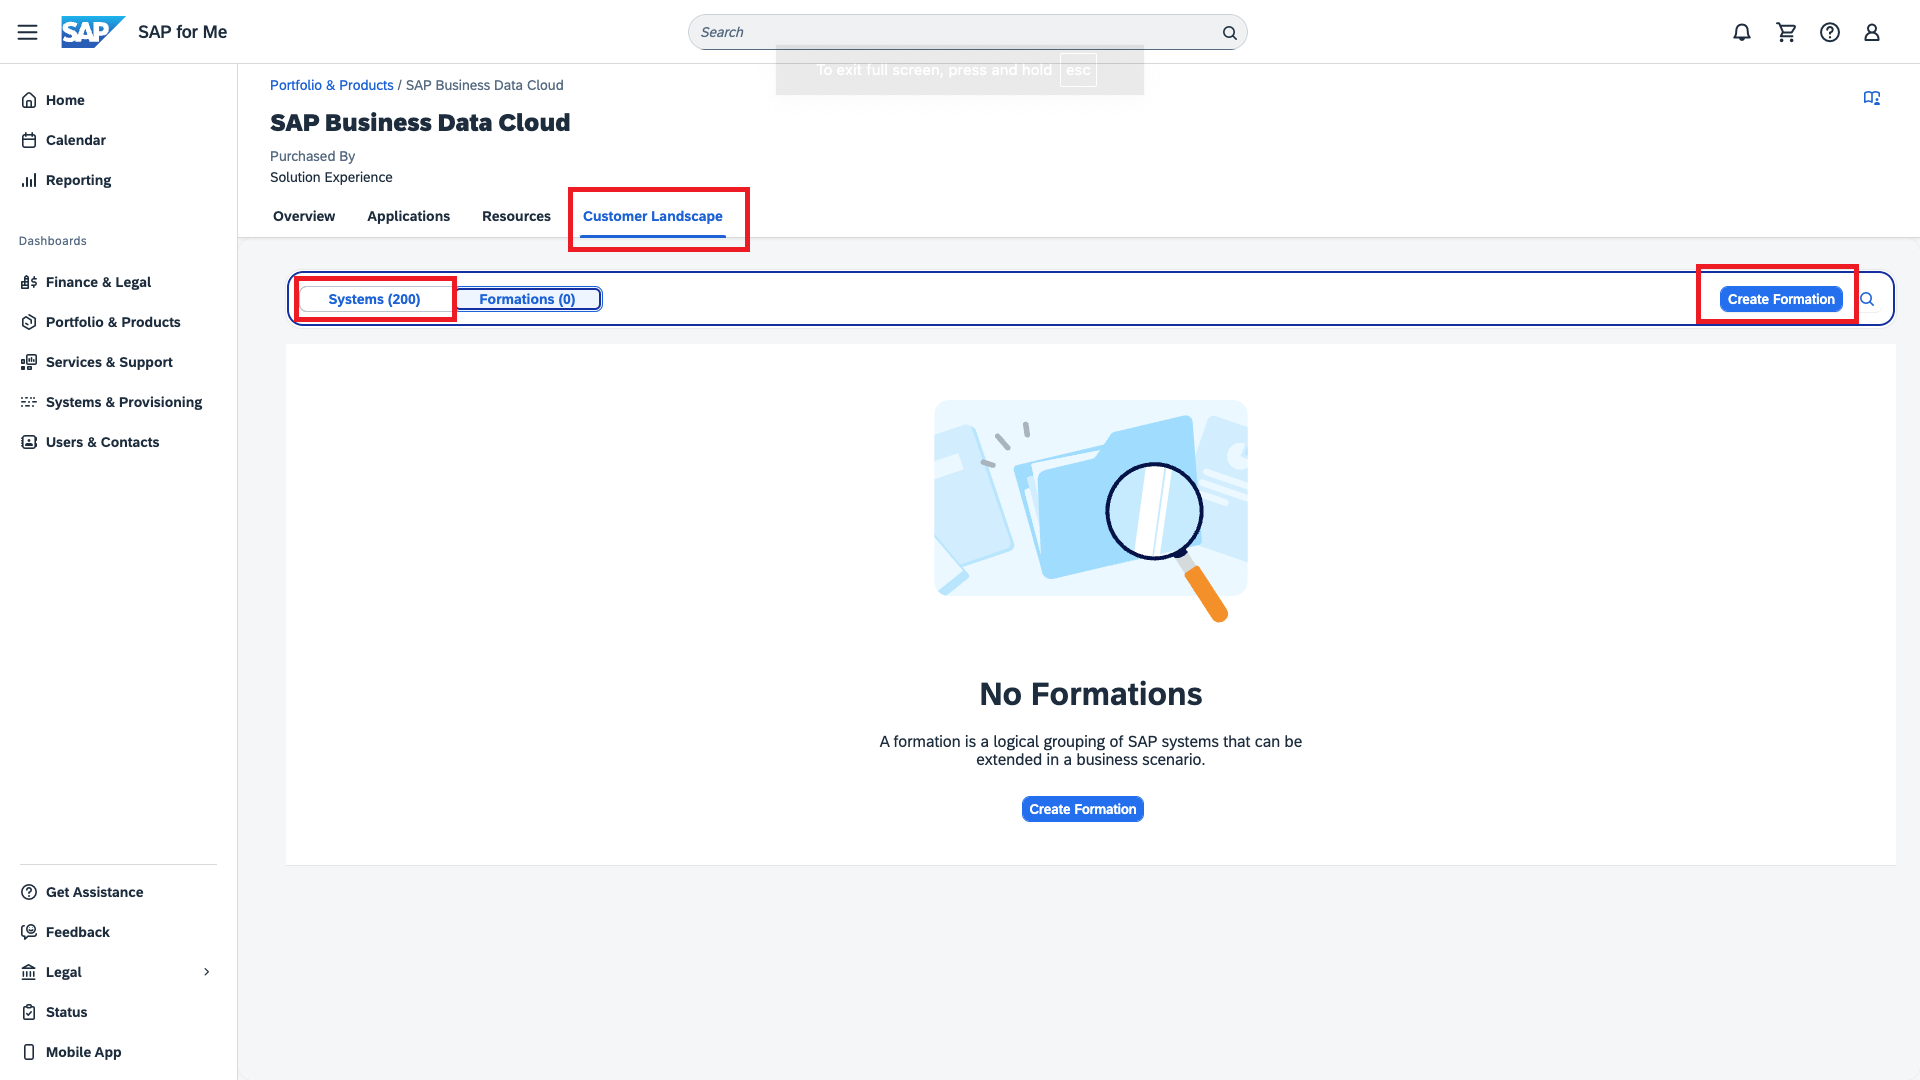 SAP SAP for Me
Search
To exit full screen, press and hold esc
Home
Calendar
Reporting
Dashboards
Finance & Legal
Portfolio & Products
Services & Support
Systems & Provisioning
Users & Contacts
Get Assistance
Feedback
Legal
Status
Mobile App
Portfolio & Products / SAP Business Data Cloud
SAP Business Data Cloud
Purchased By
Solution Experience
Overview Applications Resources Customer Landscape
Systems (200) Formations (0) Create Formation
No Formations
A formation is a logical grouping of SAP systems that can be
extended in a business scenario.
Create Formation